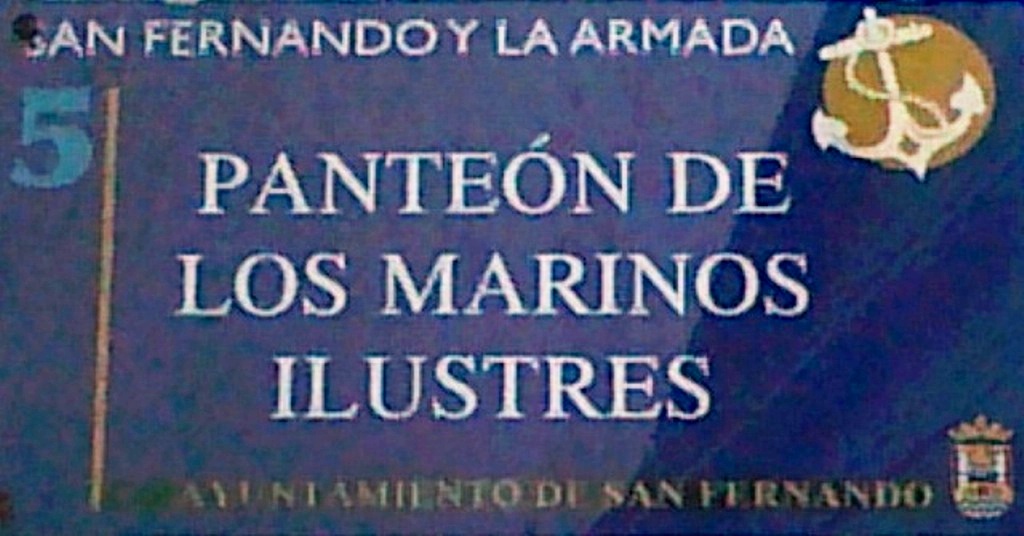 SAN FERNANDO Y LA ARMADA
5
PANTEÓN DE
LOS MARINOS
ILUSTRES
AYUNTAMIENTO DE SAN FERNANDO